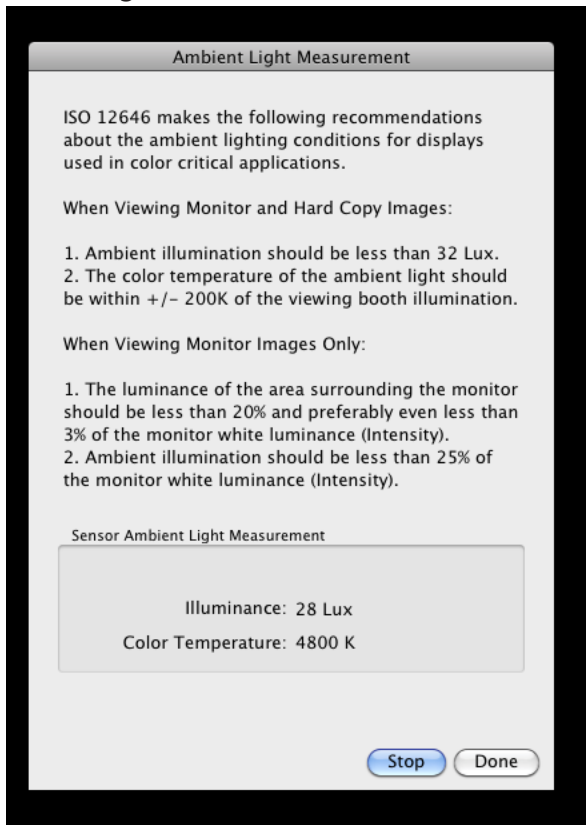 Ambient Light Measurement
ISO 12646 makes the following recommendations
about the ambient lighting conditions for displays
used in color critical applications.
When Viewing Monitor and Hard Copy Images:
1. Ambient illumination should be less than 32 Lux.
2. The color temperature of the ambient light should
be within +/- 200K of the viewing booth illumination.
When Viewing Monitor Images Only:
1. The luminance of the area surrounding the monitor
should be less than 20% and preferably even less than
3% of the monitor white luminance (Intensity).
2. Ambient illumination should be less than 25% of
the monitor white luminance (Intensity).
Sensor Ambient Light Measurement
Illuminance: 28 Lux
Color Temperature: 4800 K
Stop Done